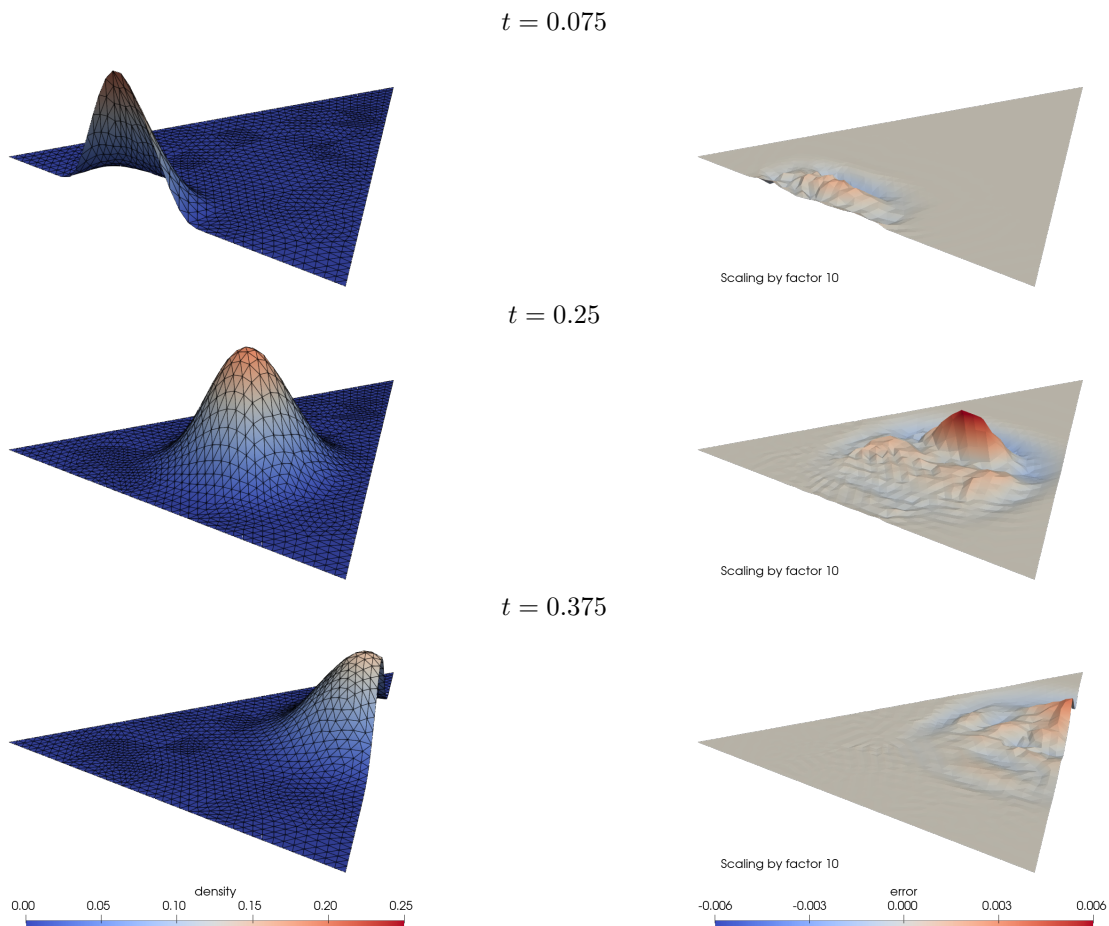 t = 0.075
Scaling by factor 10
t = 0.25
Scaling by factor 10
t = 0.375
Scaling by factor 10
density
0.00 0.05 0.10 0.15 0.20 0.25
error
-0.006 -0.003 0.000 0.003 0.006